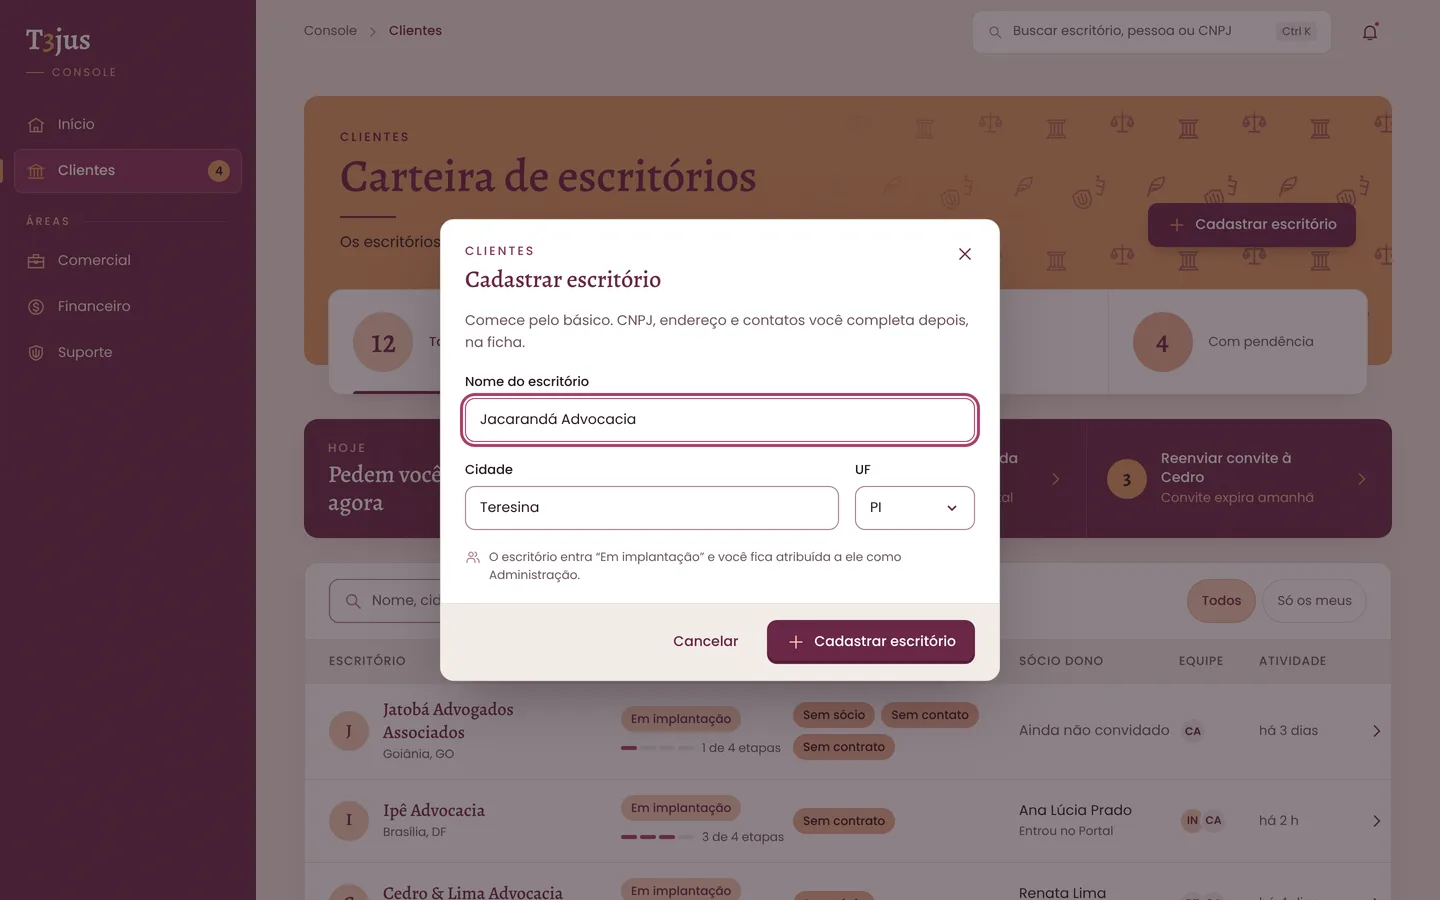 T3jus
CONSOLE
Início
Clientes
4
ÁREAS
Comercial
Financeiro
Suporte
Console
Clientes
Buscar escritório, pessoa ou CNPJ
Ctrl K
CLIENTES
Carteira de escritórios
Os escritórios
Cadastrar escritório
12
4
Com pendência
HOJE
Pedem você
agora
3
Reenviar convite à
Cedro
Convite expira amanhã
CLIENTES
Cadastrar escritório
Comece pelo básico. CNPJ, endereço e contatos você completa depois,
na ficha.
Nome do escritório
Jacarandá Advocacia
Cidade
UF
Teresina
PI
O escritório entra “Em implantação” e você fica atribuída a ele como
Administração.
Cancelar
Cadastrar escritório
Nome, cid
Todos
Só os meus
ESCRITÓRIO
SÓCIO DONO
EQUIPE
ATIVIDADE
J
Jatobá Advogados
Associados
Goiânia, GO
Em implantação
1 de 4 etapas
Sem sócio
Sem contato
Sem contrato
Ainda não convidado
CA
há 3 dias
I
Ipê Advocacia
Brasília, DF
Em implantação
3 de 4 etapas
Sem contrato
Ana Lúcia Prado
Entrou no Portal
IN
CA
há 2 h
Cedro & Lima Advocacia
Em implantação
Renata Lima